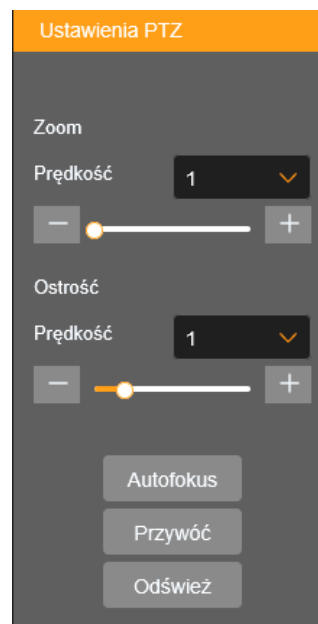 Ustawienia PTZ
Zoom
Prędkość 1
Ostrość
Prędkość 1
Autofokus
Przywóć
Odśwież